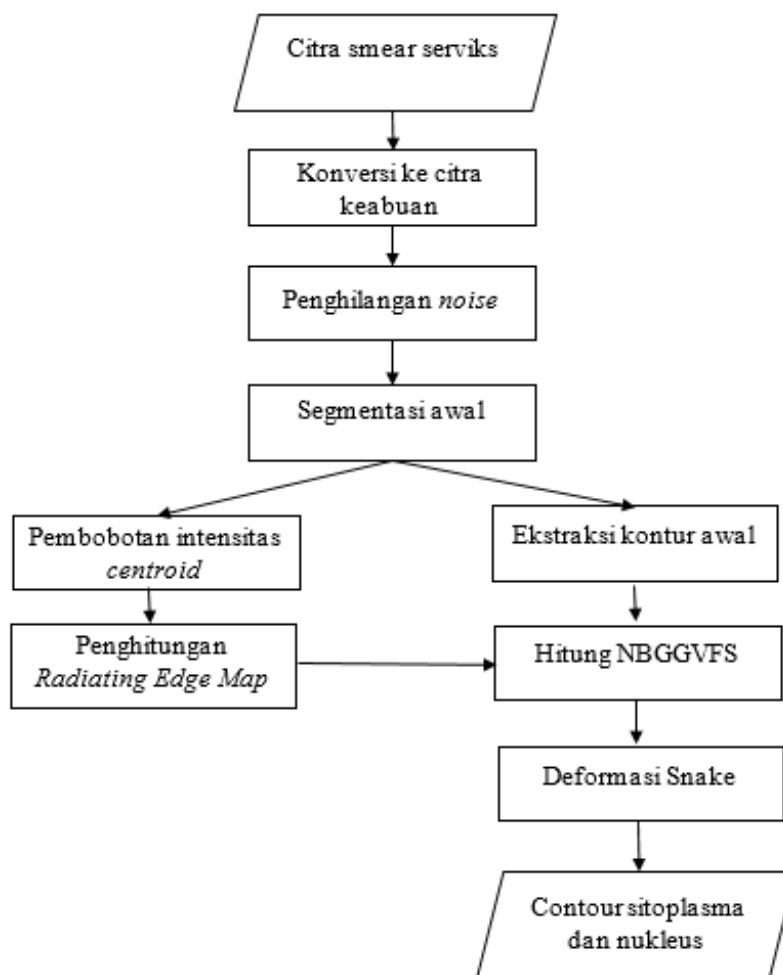 Citra smear serviks
Konversi ke citra
keabuan
Penghilangan noise
Segmentasi awal
Pembobotan intensitas
centroid
Ekstraksi kontur awal
Penghitungan
Radiating Edge Map
Hitung NBGGVFS
Deformasi Snake
Contour sitoplasma
dan nukleus